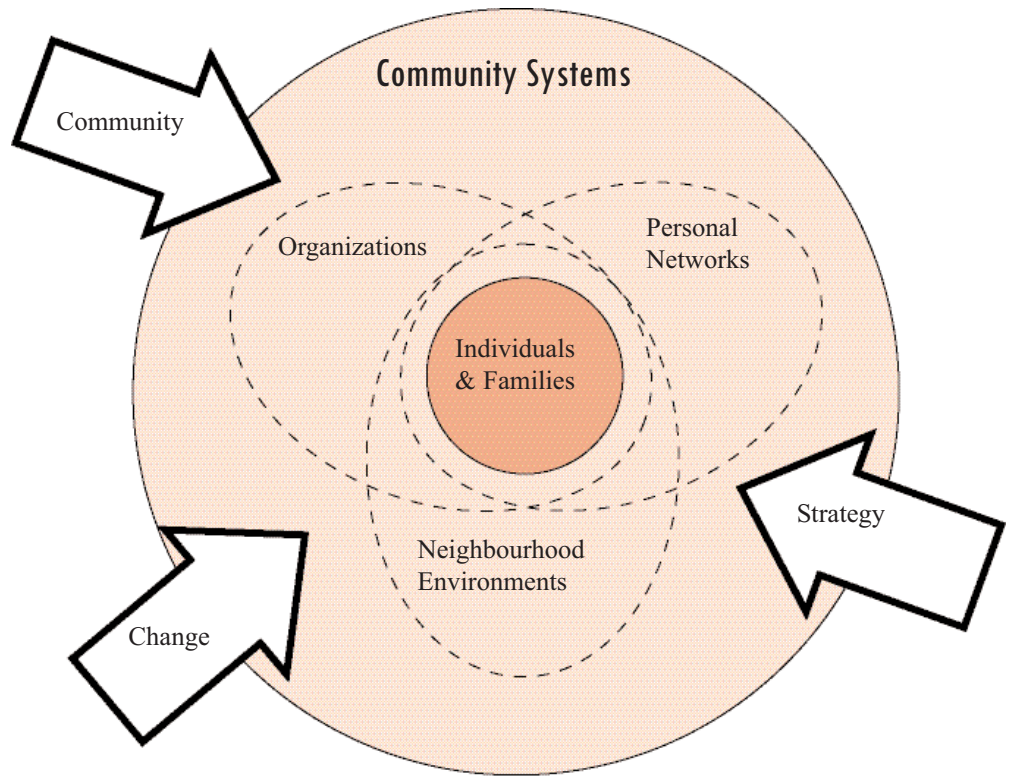 Community Systems
Community
Organizations
Personal
Networks
Individuals
& Families
Strategy
Neighbourhood
Environments
Change